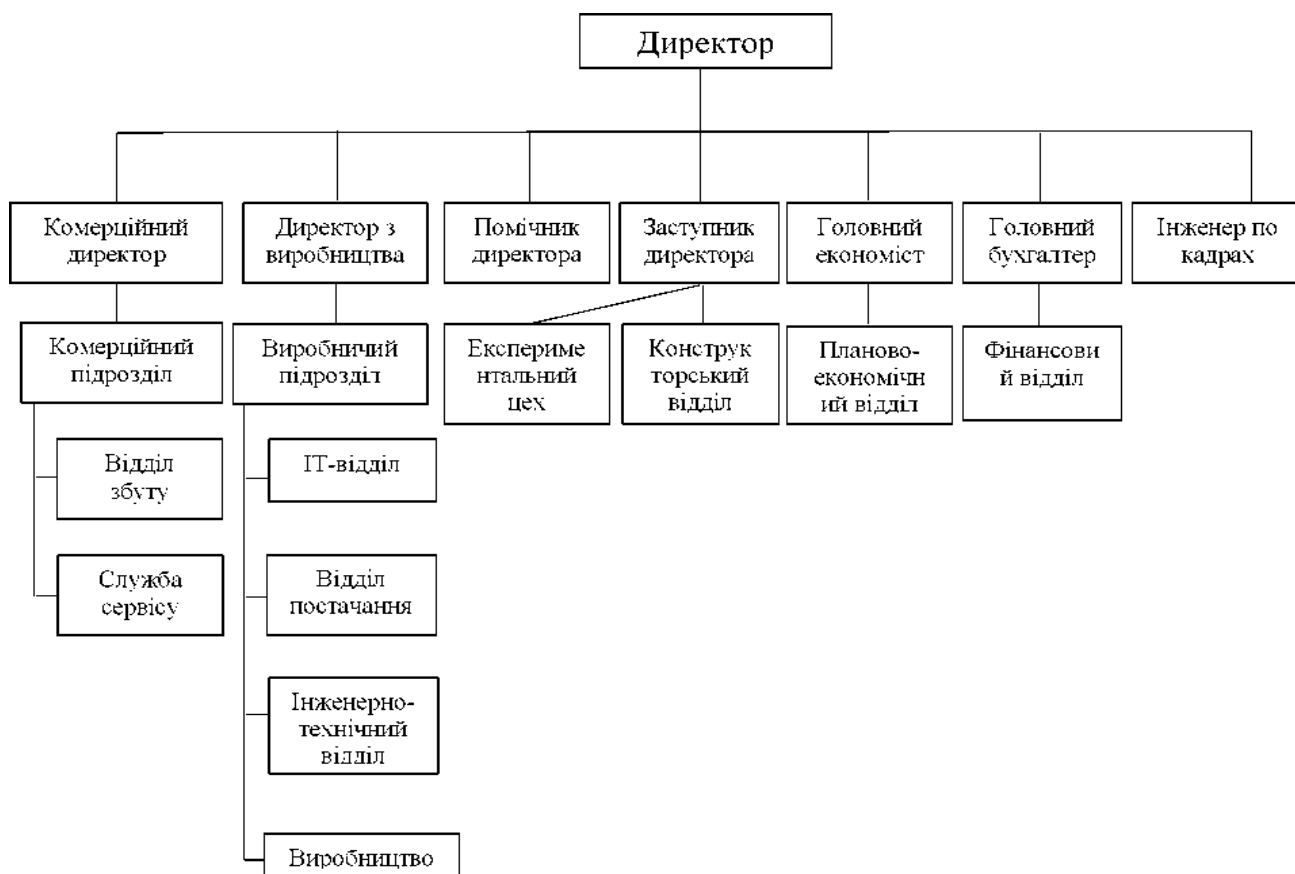 Директор
Комерційний
директор
Директор з
виробництва
Помічник
директора
Заступник
директора
Головний
економіст
Головний
бухгалтер
Інженер по
кадрах
Комерційний
підрозділ
Виробничий
підрозділ
Експериме
нтальний
цех
Конструк
торський
відділ
Планово-
економічн
ий відділ
Фінансови
й відділ
Відділ
збуту
ІТ-відділ
Служба
сервісу
Відділ
постачання
Інженерно-
технічний
відділ
Виробництво